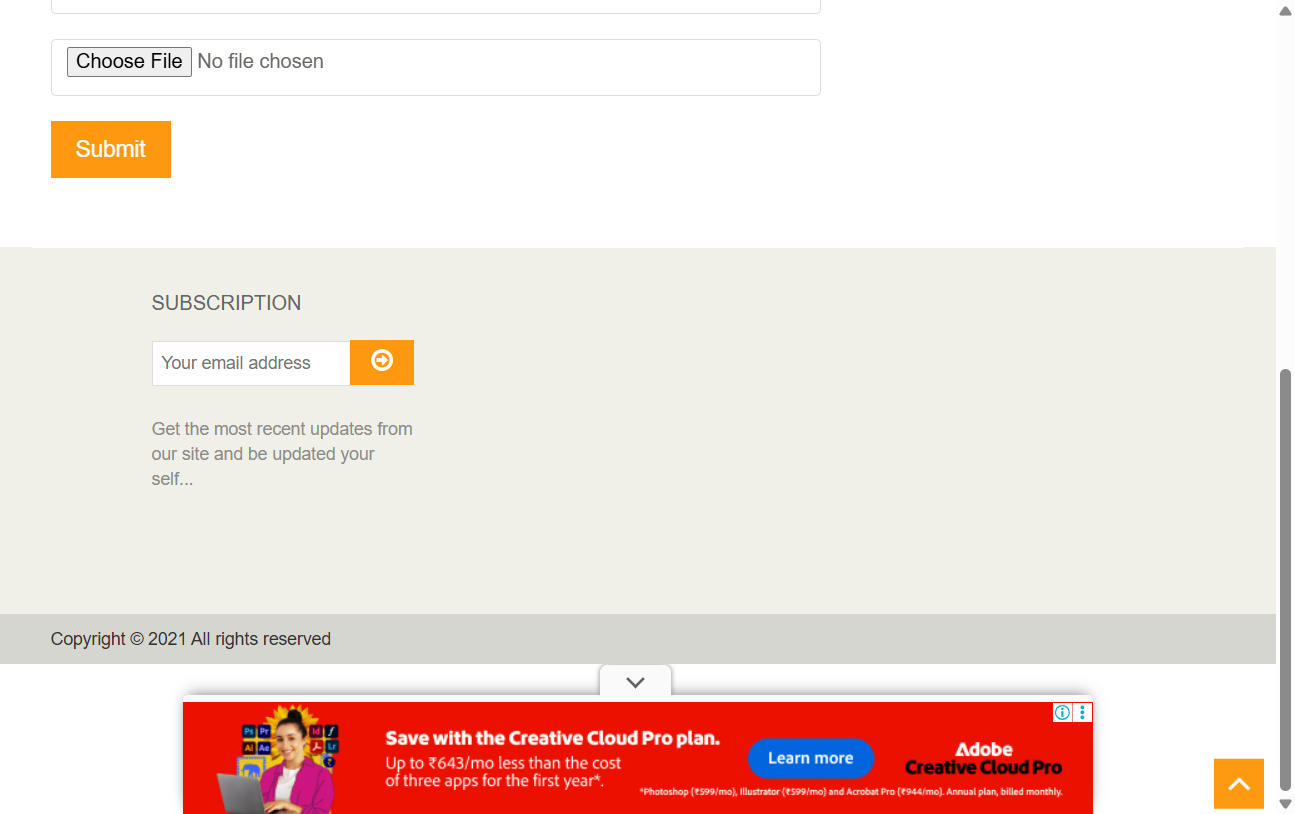 Choose File No file chosen
Submit
SUBSCRIPTION
Your email address
Get the most recent updates from
our site and be updated your
self...
Copyright © 2021 All rights reserved
Ps Pr Id f
Ai Ae Lr
Save with the Creative Cloud Pro plan.
Up to ₹643/mo less than the cost
of three apps for the first year*.
Learn more
Adobe
Creative Cloud Pro
*Photoshop (₹599/mo), Illustrator (₹599/mo) and Acrobat Pro (₹944/mo). Annual plan, billed monthly.